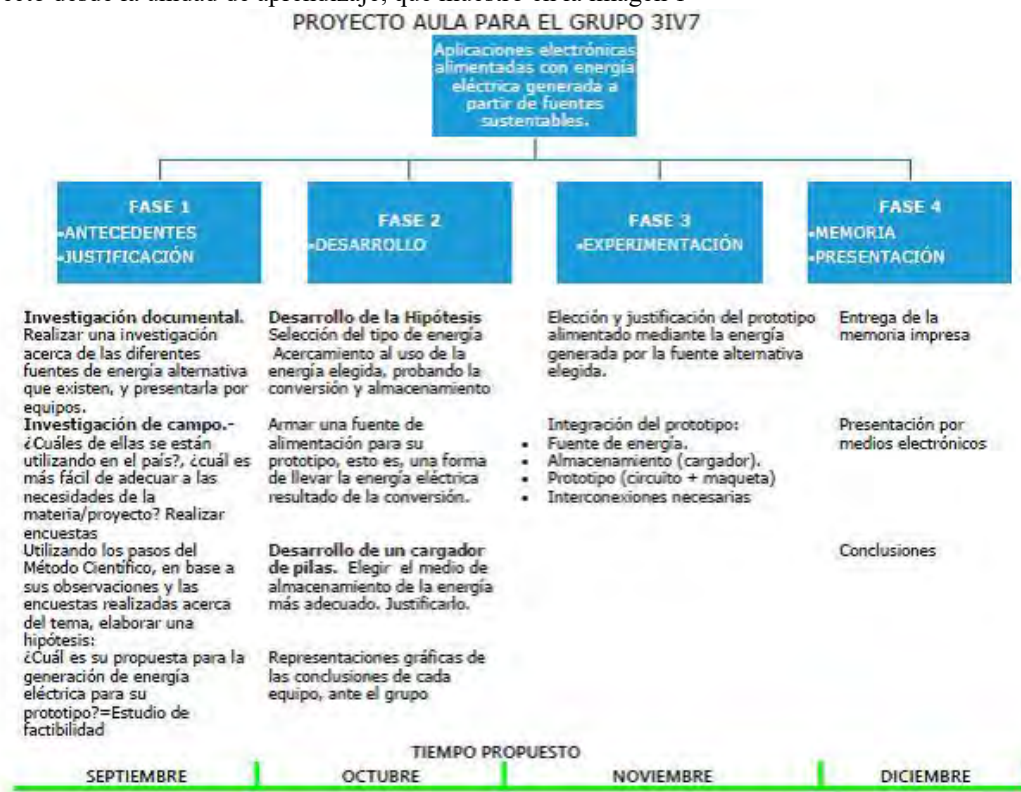 PROYECTO AULA PARA EL GRUPO 3IV7
Aplicaciones electrónicas
alimentadas con energía
eléctrica generada a
partir de fuentes
sustentables.
FASE 1
•ANTECEDENTES
•JUSTIFICACIÓN
FASE 2
•DESARROLLO
FASE 3
•EXPERIMENTACIÓN
FASE 4
•MEMORIA
•PRESENTACIÓN
Investigación documental.
Realizar una investigación
acerca de las diferentes
fuentes de energía alternativa
que existen, y presentarla por
equipos.
Investigación de campo.-
¿Cuáles de ellas se están
utilizando en el país?, ¿cuál es
más fácil de adecuar a las
necesidades de la
materia/proyecto? Realizar
encuestas
Utilizando los pasos del
Método Científico, en base a
sus observaciones y las
encuestas realizadas acerca
del tema, elaborar una
hipótesis:
¿Cuál es su propuesta para la
generación de energía
eléctrica para su
prototipo?=Estudio de
factibilidad
Desarrollo de la Hipótesis
Selección del tipo de energía
Acercamiento al uso de la
energía elegida, probando la
conversión y almacenamiento
Armar una fuente de
alimentación para su
prototipo, esto es, una forma
de llevar la energía eléctrica
resultado de la conversión.
Desarrollo de un cargador
de pilas. Elegir el medio de
almacenamiento de la energía
más adecuado. Justificarlo.
Representaciones gráficas de
las conclusiones de cada
equipo, ante el grupo
Elección y justificación del prototipo
alimentado mediante la energía
generada por la fuente alternativa
elegida.
Integración del prototipo:
• Fuente de energía.
• Almacenamiento (cargador).
• Prototipo (circuito + maqueta)
• Interconexiones necesarias
Entrega de la
memoria impresa
Presentación por
medios electrónicos
Conclusiones
TIEMPO PROPUESTO
SEPTIEMBRE
OCTUBRE
NOVIEMBRE
DICIEMBRE